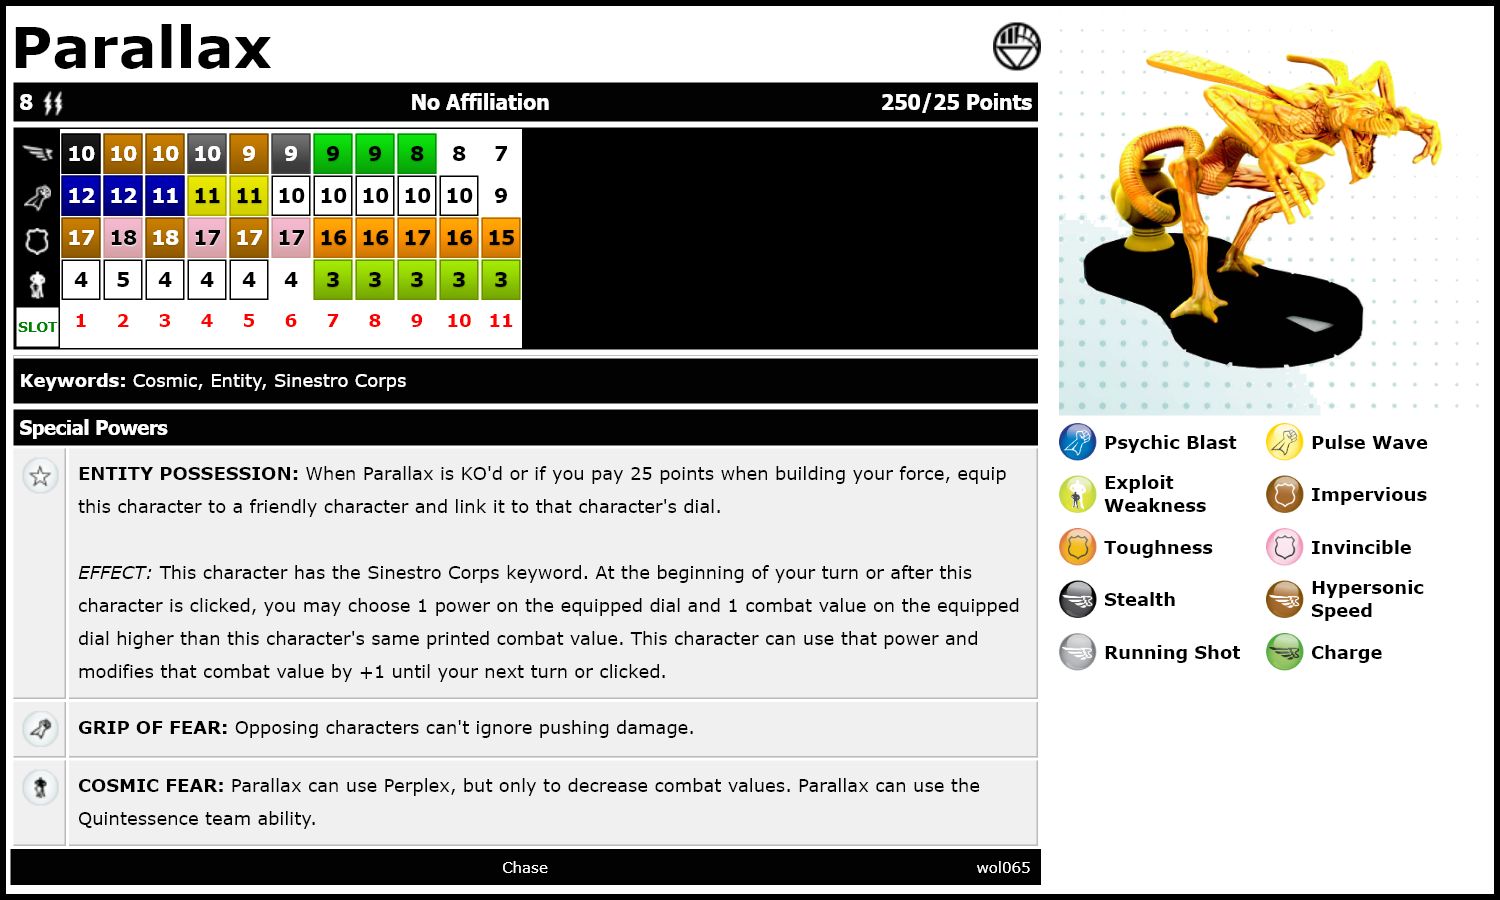 Parallax
8 No Affiliation 250/25 Points
10 10 10 10 9 9 9 9 8 8 7
12 12 11 11 11 10 10 10 10 10 9
17 18 18 17 17 17 16 16 17 16 15
4 5 4 4 4 4 3 3 3 3 3
SLOT 1 2 3 4 5 6 7 8 9 10 11
Keywords: Cosmic, Entity, Sinestro Corps
Special Powers
ENTITY POSSESSION: When Parallax is KO'd or if you pay 25 points when building your force, equip
this character to a friendly character and link it to that character's dial.
EFFECT: This character has the Sinestro Corps keyword. At the beginning of your turn or after this
character is clicked, you may choose 1 power on the equipped dial and 1 combat value on the equipped
dial higher than this character's same printed combat value. This character can use that power and
modifies that combat value by +1 until your next turn or clicked.
GRIP OF FEAR: Opposing characters can't ignore pushing damage.
COSMIC FEAR: Parallax can use Perplex, but only to decrease combat values. Parallax can use the
Quintessence team ability.
Chase wol065
Psychic Blast Pulse Wave
Exploit
Weakness Impervious
Toughness Invincible
Stealth Hypersonic
Speed
Running Shot Charge